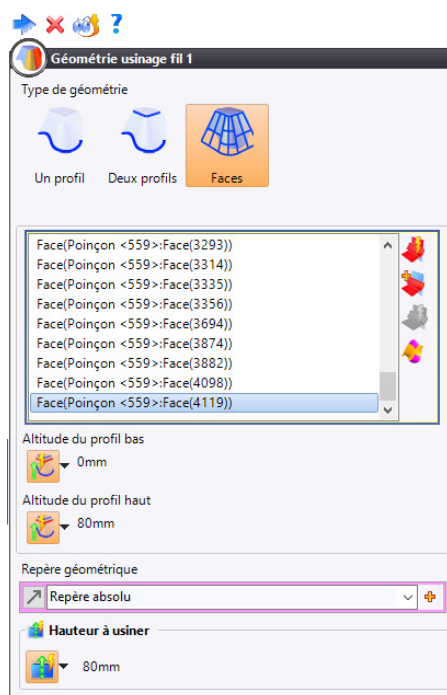 ?
Géométrie usinage fil 1
Type de géométrie
Un profil Deux profils Faces
Face(Poinçon <559>:Face(3293))
Face(Poinçon <559>:Face(3314))
Face(Poinçon <559>:Face(3335))
Face(Poinçon <559>:Face(3356))
Face(Poinçon <559>:Face(3694))
Face(Poinçon <559>:Face(3874))
Face(Poinçon <559>:Face(3882))
Face(Poinçon <559>:Face(4098))
Face(Poinçon <559>:Face(4119))
Altitude du profil bas
0mm
Altitude du profil haut
80mm
Repère géométrique
Repère absolu
Hauteur à usiner
80mm